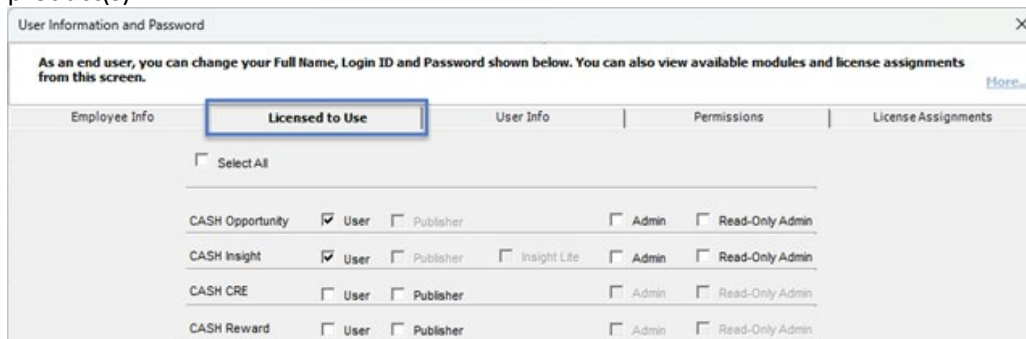 product(s)
User Information and Password
As an end user, you can change your Full Name, Login ID and Password shown below. You can also view available modules and license assignments
from this screen.
More...
Employee Info Licensed to Use User Info Permissions License Assignments
Select All
CASH Opportunity User Publisher Admin Read-Only Admin
CASH Insight User Publisher Insight Lite Admin Read-Only Admin
CASH CRE User Publisher Admin Read-Only Admin
CASH Reward User Publisher Admin Read-Only Admin